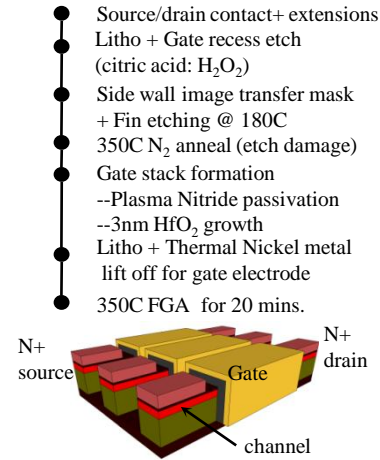 Source/drain contact+ extensions
Litho + Gate recess etch
(citric acid: H₂O₂)
Side wall image transfer mask
+ Fin etching @ 180C
350C N₂ anneal (etch damage)
Gate stack formation
--Plasma Nitride passivation
--3nm HfO₂ growth
Litho + Thermal Nickel metal
lift off for gate electrode
350C FGA for 20 mins.
N+
source
N+
drain
Gate
channel